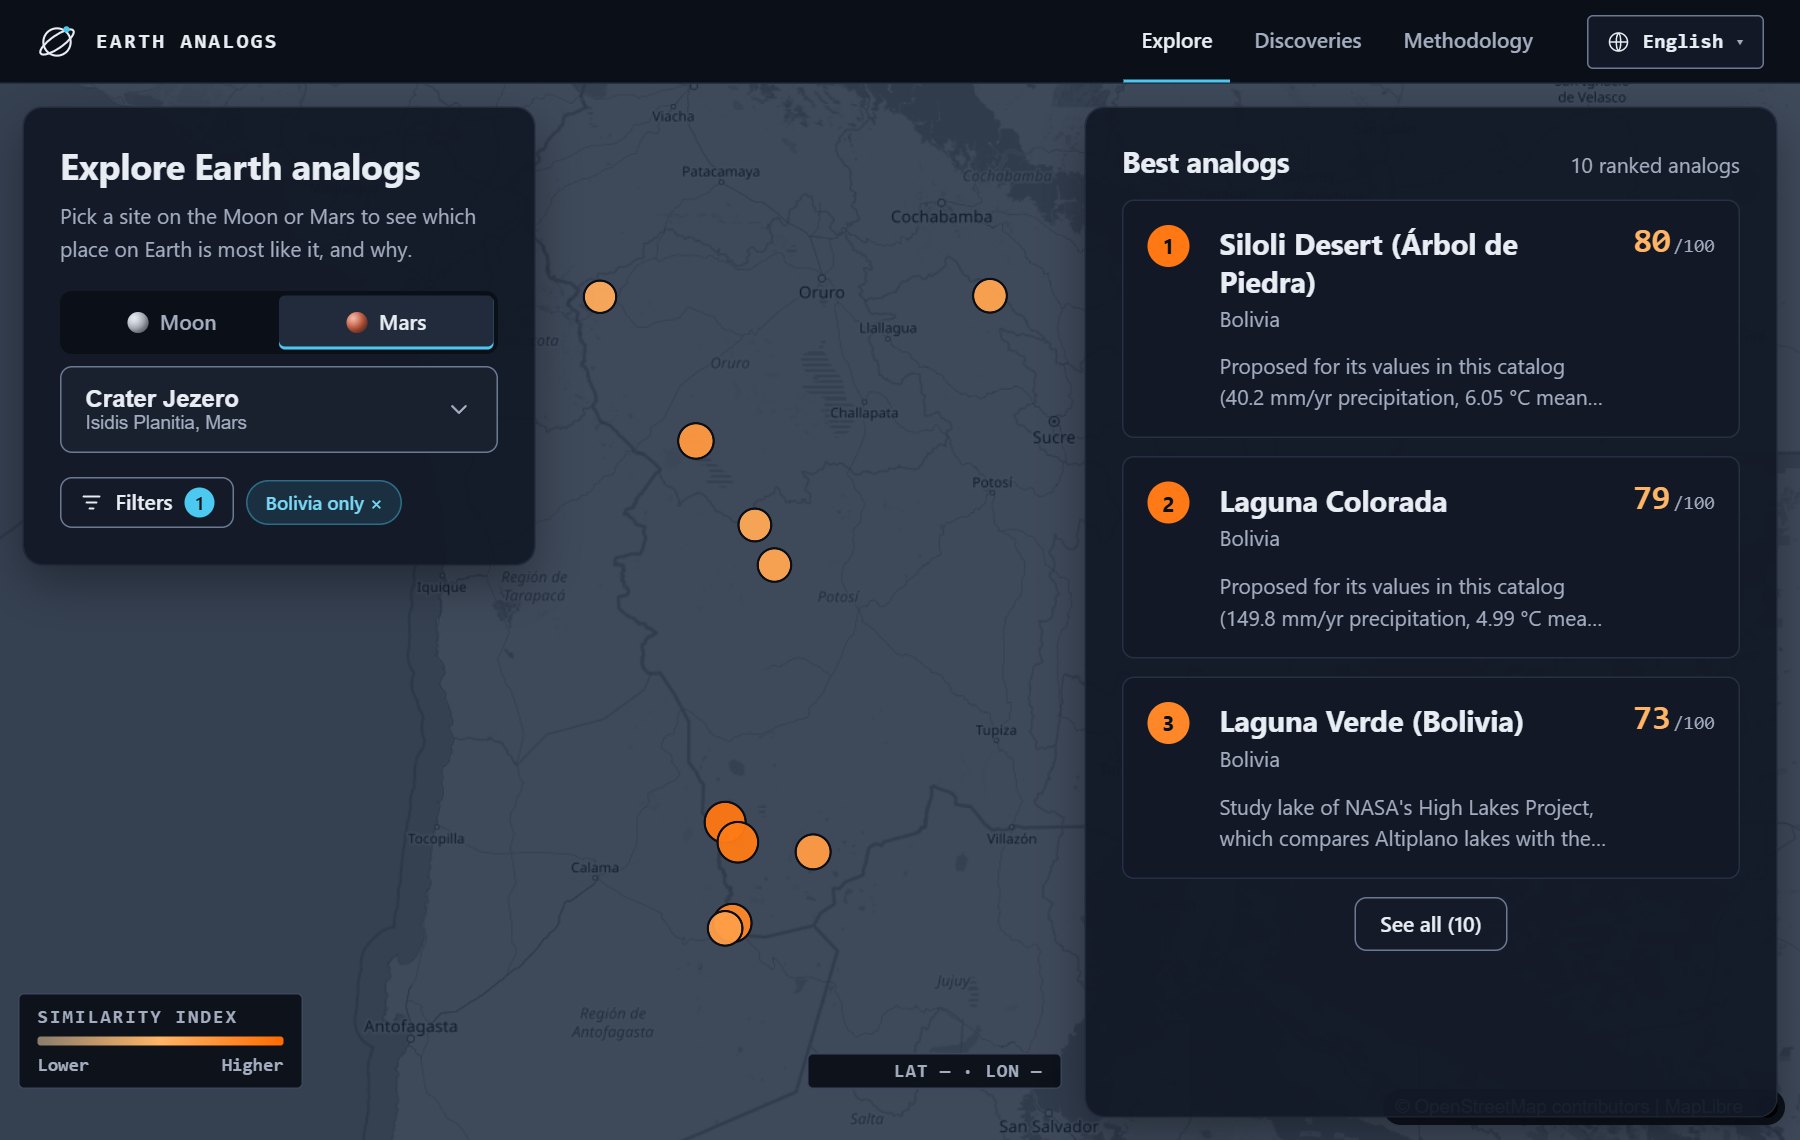 EARTH ANALOGS
Explore
Discoveries
Methodology
English ▾
Explore Earth analogs
Pick a site on the Moon or Mars to see which
place on Earth is most like it, and why.
Moon
Mars
Crater Jezero
Isidis Planitia, Mars
Filters 1
Bolivia only ×
Best analogs
10 ranked analogs
1
Siloli Desert (Árbol de
Piedra)
80/100
Bolivia
Proposed for its values in this catalog
(40.2 mm/yr precipitation, 6.05 °C mean...
2
Laguna Colorada
79/100
Bolivia
Proposed for its values in this catalog
(149.8 mm/yr precipitation, 4.99 °C mea...
3
Laguna Verde (Bolivia)
73/100
Bolivia
Study lake of NASA's High Lakes Project,
which compares Altiplano lakes with the...
See all (10)
de Velasco
Viacha
Patacamaya
Cochabamba
Cochabamba
Oruro
Llallagua
Oruro
Challapata
Sucre
Potosí
Iquique
Región de
Tarapacá
Potosí
Tupiza
Tocopilla
Villazón
Calama
Jujuy
Antofagasta
Región de
Antofagasta
Salta
San Salvador
SIMILARITY INDEX
Lower
Higher
LAT — · LON —
© OpenStreetMap contributors | MapLibre